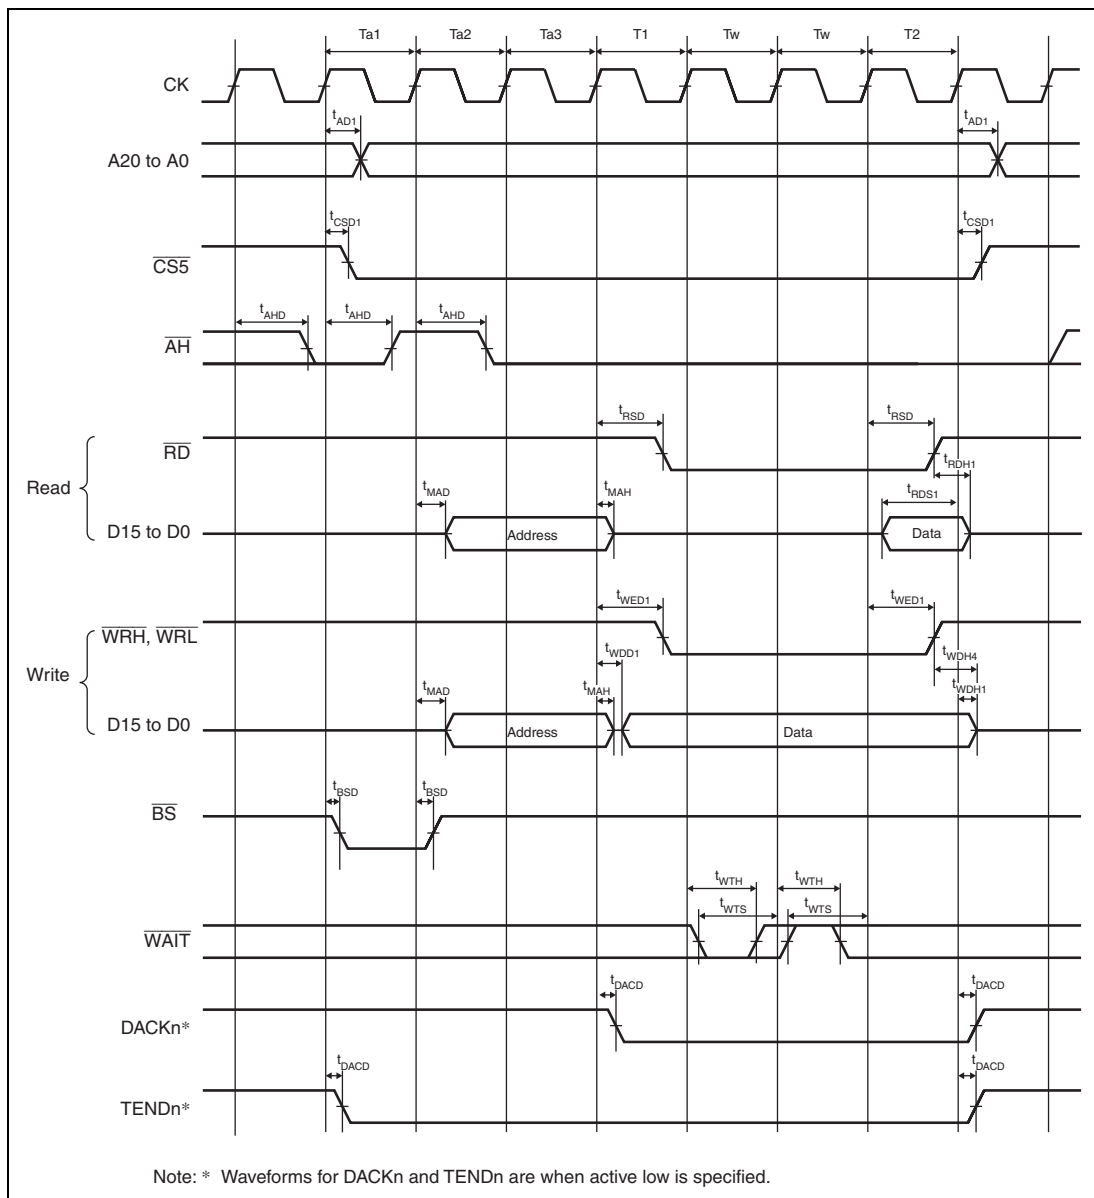 Ta1 Ta2 Ta3 T1 Tw Tw T2
CK
tAD1 tAD1
A20 to A0
tCSD1 tCSD1
CS5
tAHD tAHD tAHD
AH
tRSD tRSD
RD
tRDH1
Read
tMAD tMAH tRDS1
D15 to D0 Address Data
tWED1 tWED1
WRH, WRL
tWDD1 tWDH4
Write
tMAD tMAH tWDH1
D15 to D0 Address Data
tBSD tBSD
BS
tWTH tWTH
tWTS tWTS
WAIT
tDACD tDACD
DACKn*
tDACD tDACD
TENDn*
Note: * Waveforms for DACKn and TENDn are when active low is specified.